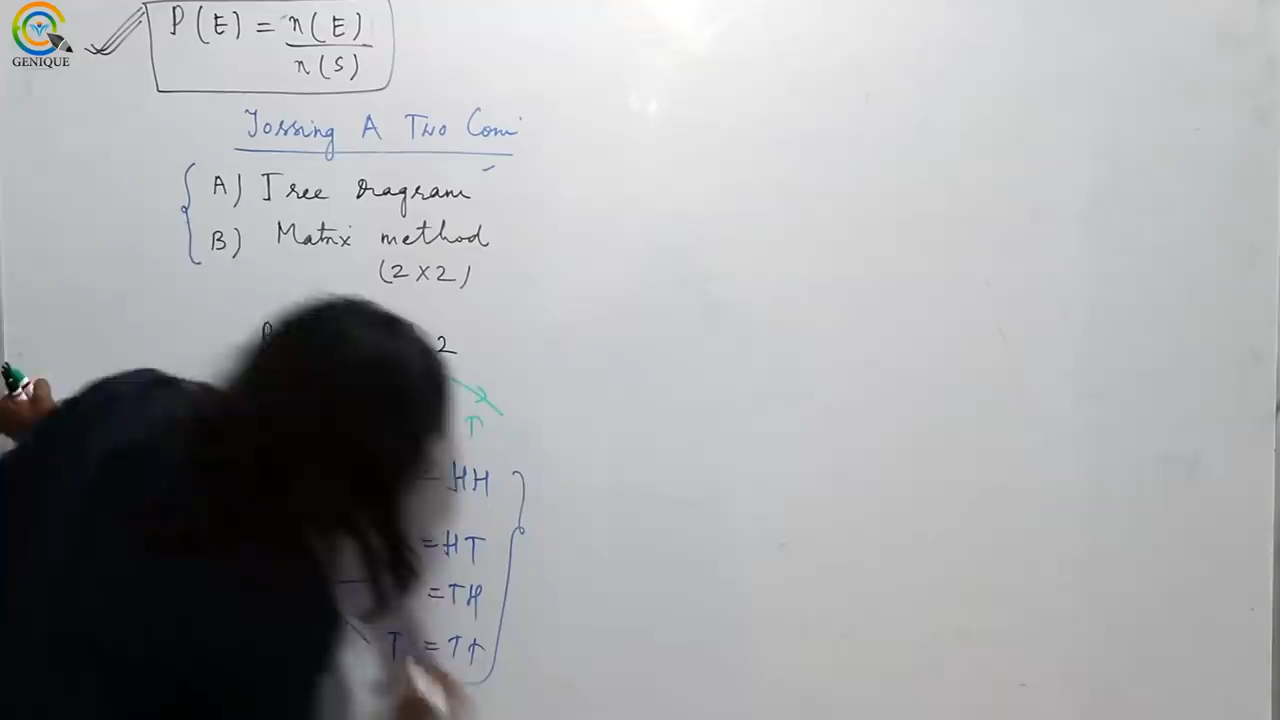 GENIQUE
P(E) = n(E)
n(S)
Tossing A Two Coin
A) Tree Diagram
B) Matrix method
(2×2)
2
T
– HH
= HT
= TH
T = TT